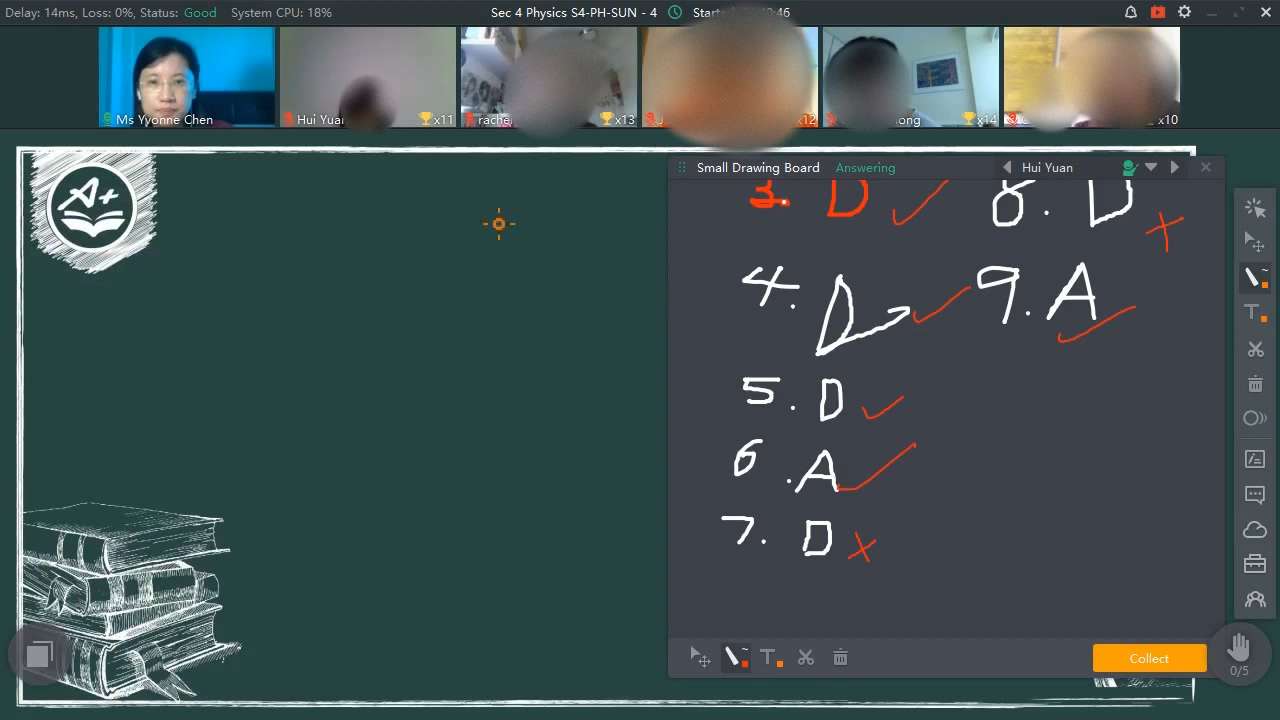 Delay: 14ms, Loss: 0%, Status: Good System CPU: 18%
Sec 4 Physics S4-PH-SUN - 4
:46
Ms Yvonne Chen
Hui Yuan
x11
x13
x12
ong
x14
x10
A+
Small Drawing Board Answering
Hui Yuan
3. D
8. D
4. D
9. A
5. D
6. A
7. D
Collect
0/5